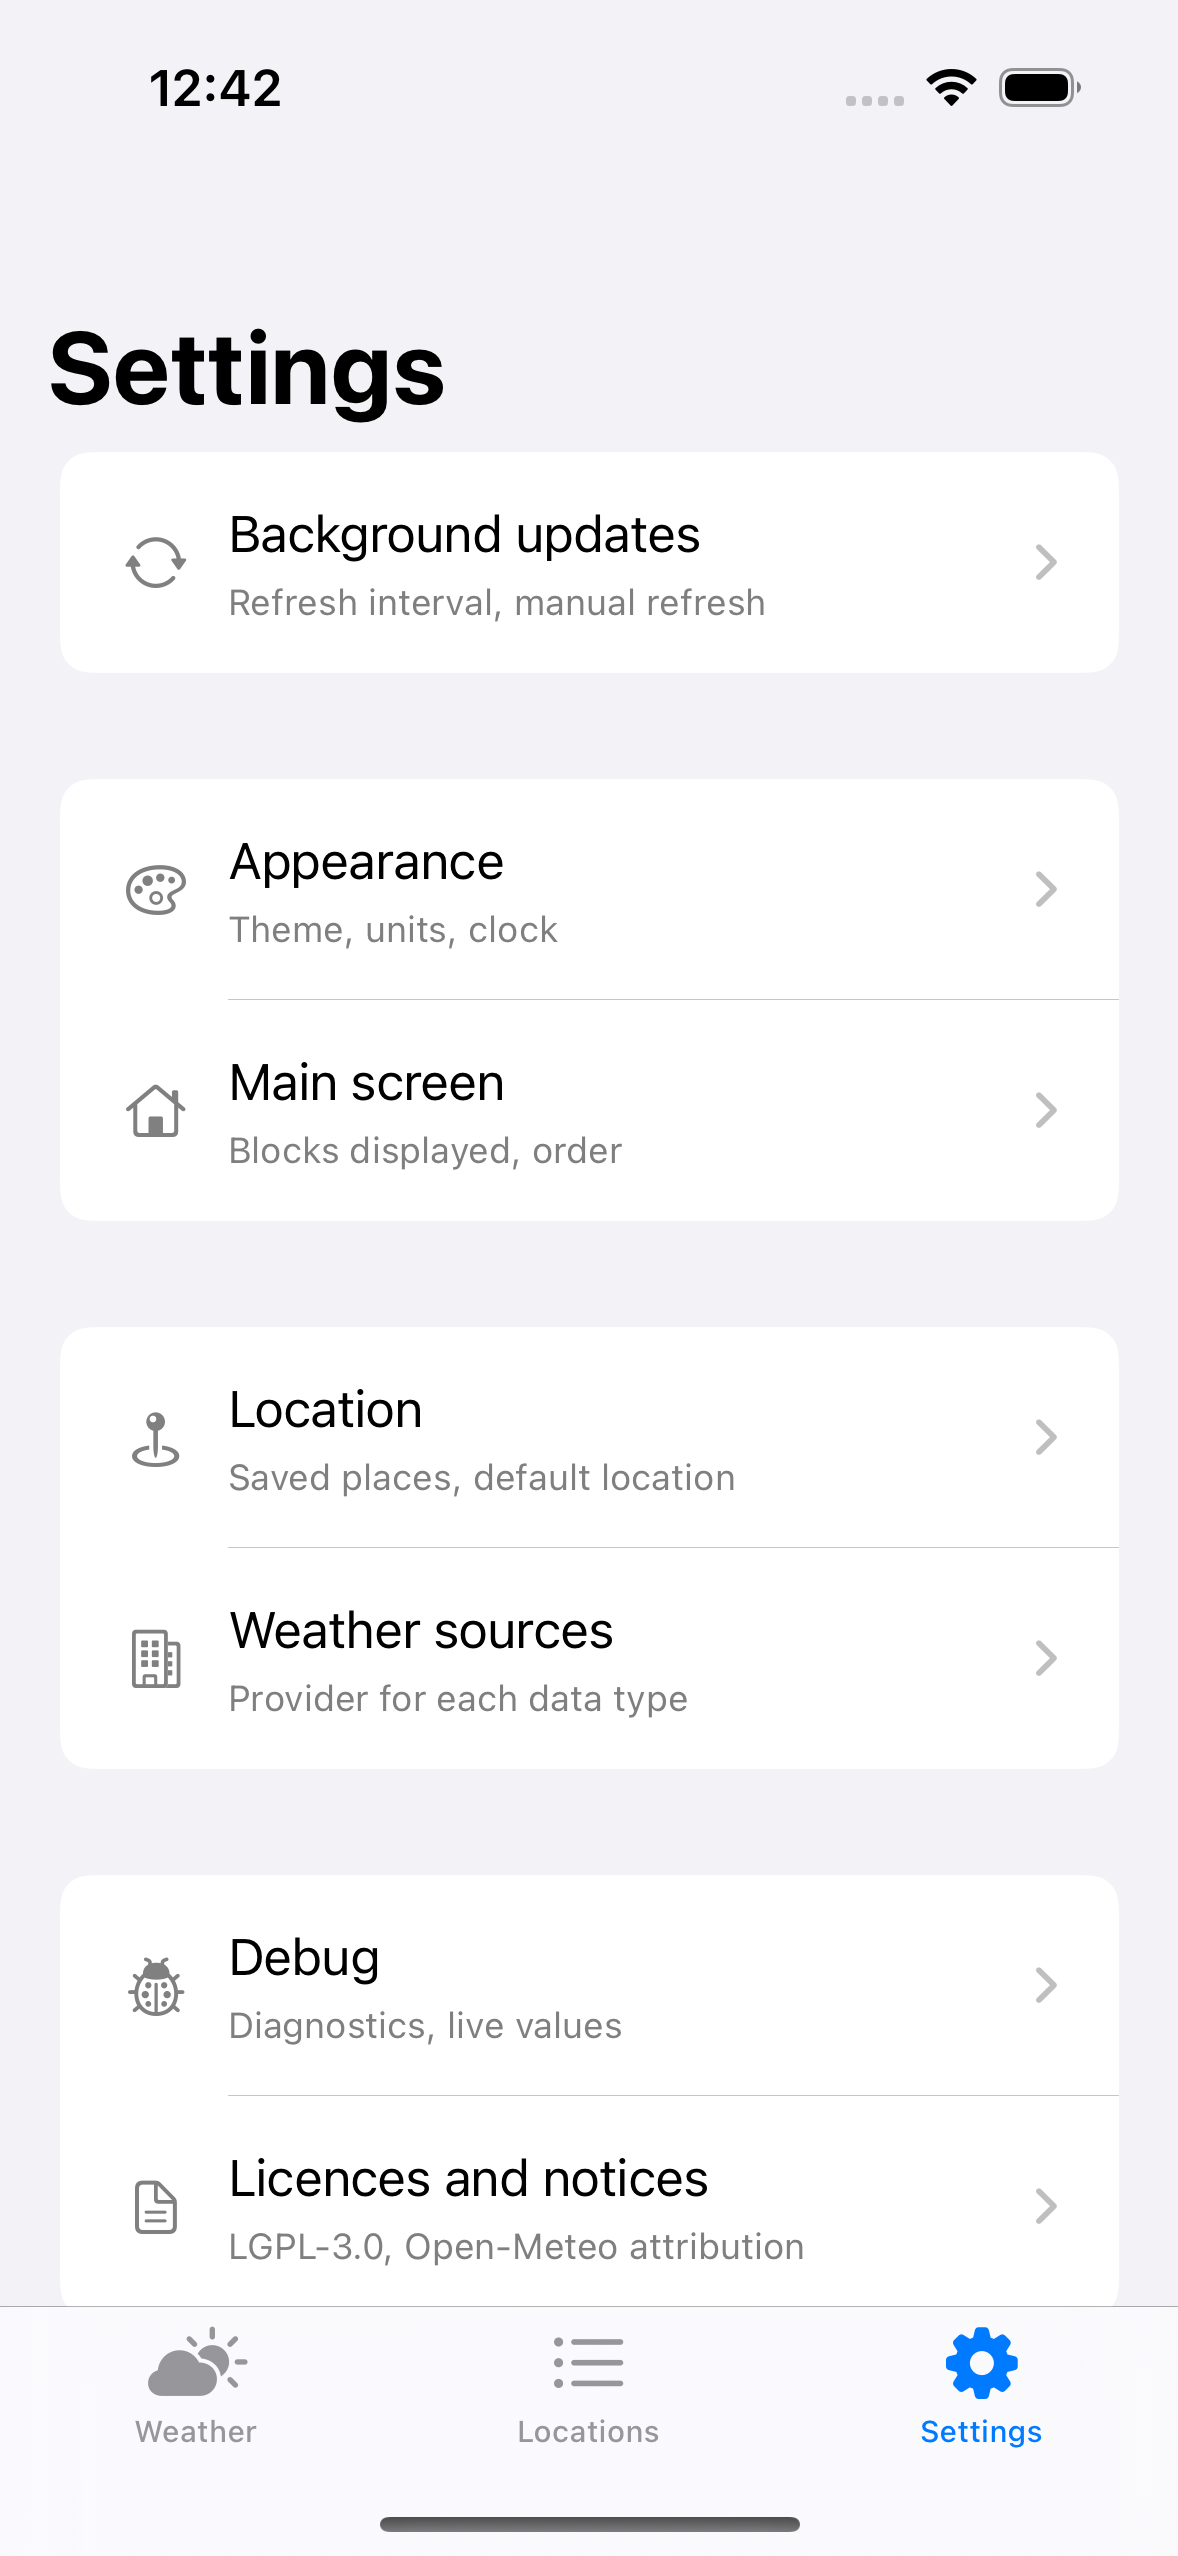 12:42
Settings
Background updates
Refresh interval, manual refresh
Appearance
Theme, units, clock
Main screen
Blocks displayed, order
Location
Saved places, default location
Weather sources
Provider for each data type
Debug
Diagnostics, live values
Licences and notices
LGPL-3.0, Open-Meteo attribution
Weather
Locations
Settings